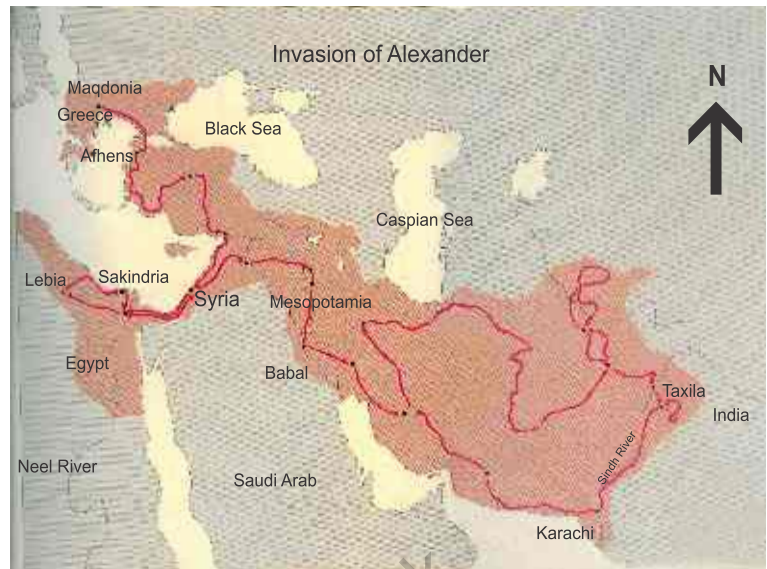 Invasion of Alexander
N
Maqdonia
Greece
Black Sea
Afhens
Caspian Sea
Lebia
Sakindria
Syria
Mesopotamia
Egypt
Babal
Taxila
India
Neel River
Saudi Arab
Sindh River
Karachi